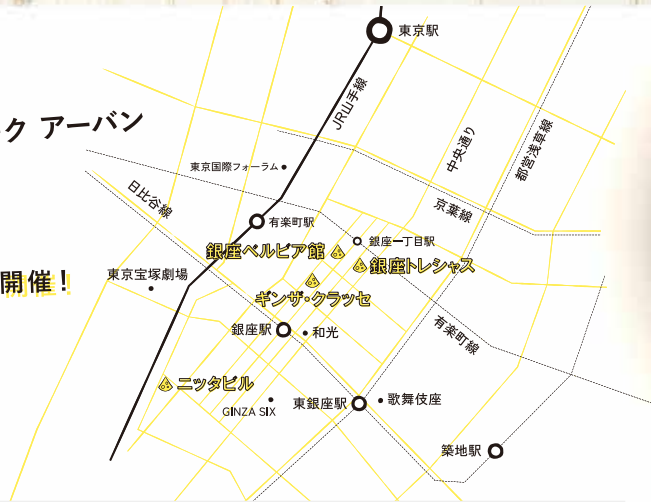 東京駅
ク アーバン
JR山手線
中央通り
都営浅草線
東京国際フォーラム
日比谷線
京葉線
有楽町駅
銀座一丁目駅
銀座ベルビア館
銀座トレシャス
開催！
東京宝塚劇場
ギンザ・グラッセ
銀座駅
和光
有楽町線
ニッタビル
GINZA SIX
東銀座駅
歌舞伎座
築地駅